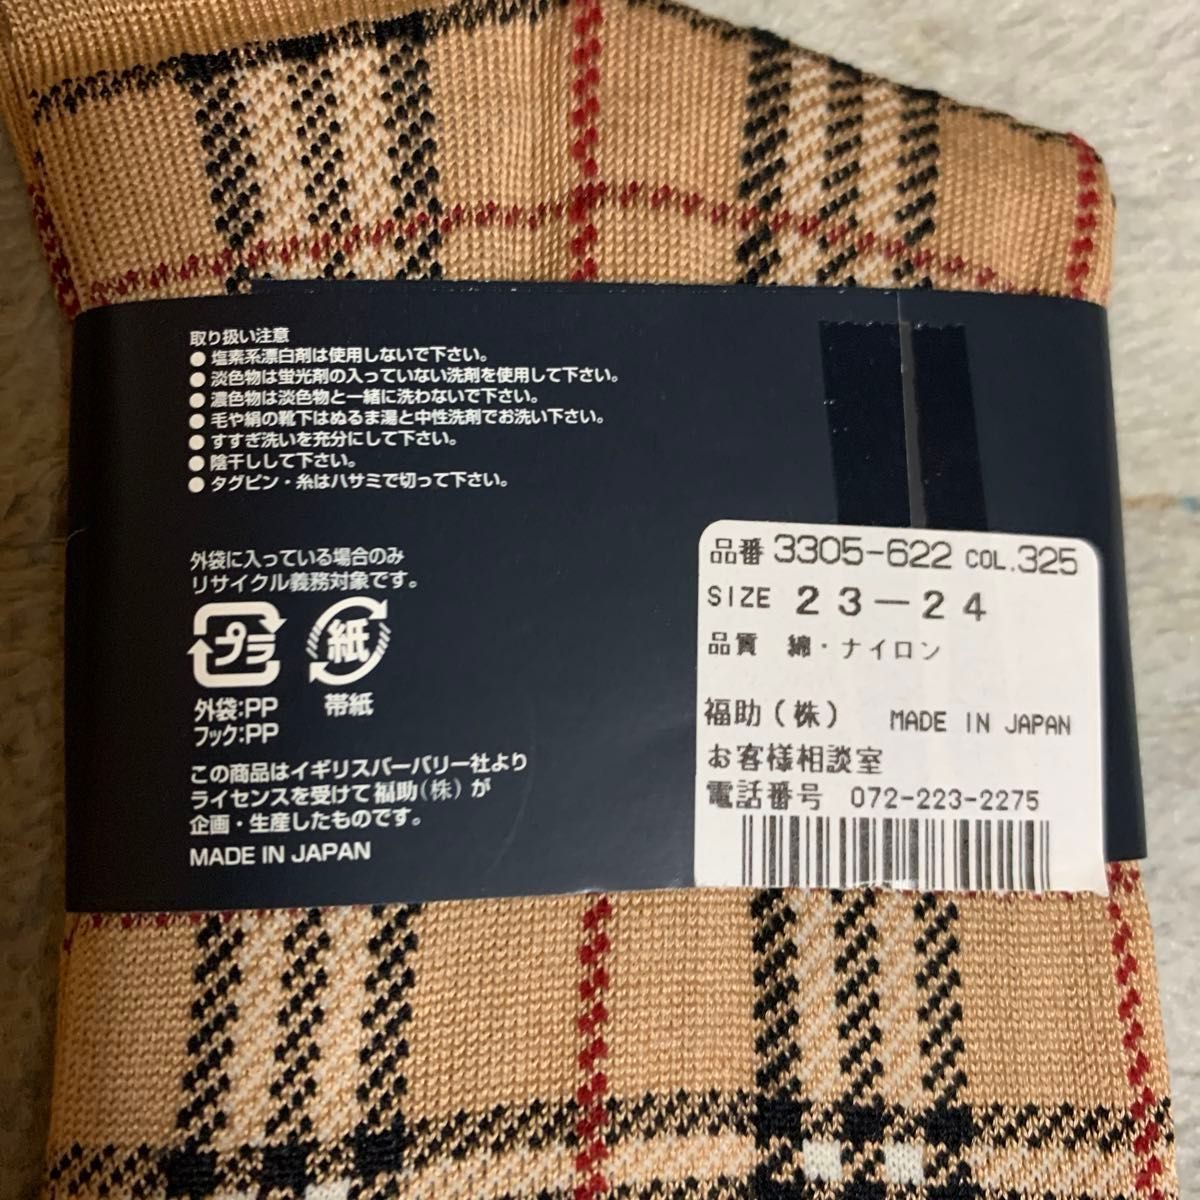 取り扱い注意
● 塩素系漂白剤は使用しないで下さい。
● 淡色物は蛍光剤の入っていない洗剤を使用して下さい。
● 濃色物は淡色物と一緒に洗わないで下さい。
● 毛や絹の靴下はぬるま湯と中性洗剤でお洗い下さい。
● すすぎ洗いを充分にして下さい。
● 陰干しして下さい。
● タグピン・糸はハサミで切って下さい。
外袋に入っている場合のみ
リサイクル義務対象です。
プラ
紙
外袋:PP
フック:PP
帯紙
この商品はイギリスバーバリー社より
ライセンスを受けて福助(株)が
企画・生産したものです。
MADE IN JAPAN
品番 3305-622 COL.325
SIZE 23-24
品質 綿・ナイロン
福助(株) MADE IN JAPAN
お客様相談室
電話番号 072-223-2275